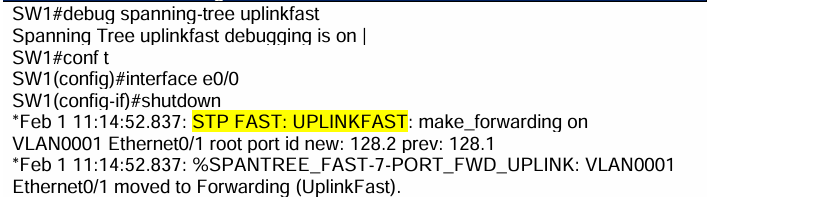 SW1#debug spanning-tree uplinkfast
Spanning Tree uplinkfast debugging is on |
SW1#conf t
SW1(config)#interface e0/0
SW1(config-if)#shutdown
*Feb 1 11:14:52.837: STP FAST: UPLINKFAST: make_forwarding on
VLAN0001 Ethernet0/1 root port id new: 128.2 prev: 128.1
*Feb 1 11:14:52.837: %SPANTREE_FAST-7-PORT_FWD_UPLINK: VLAN0001
Ethernet0/1 moved to Forwarding (UplinkFast).